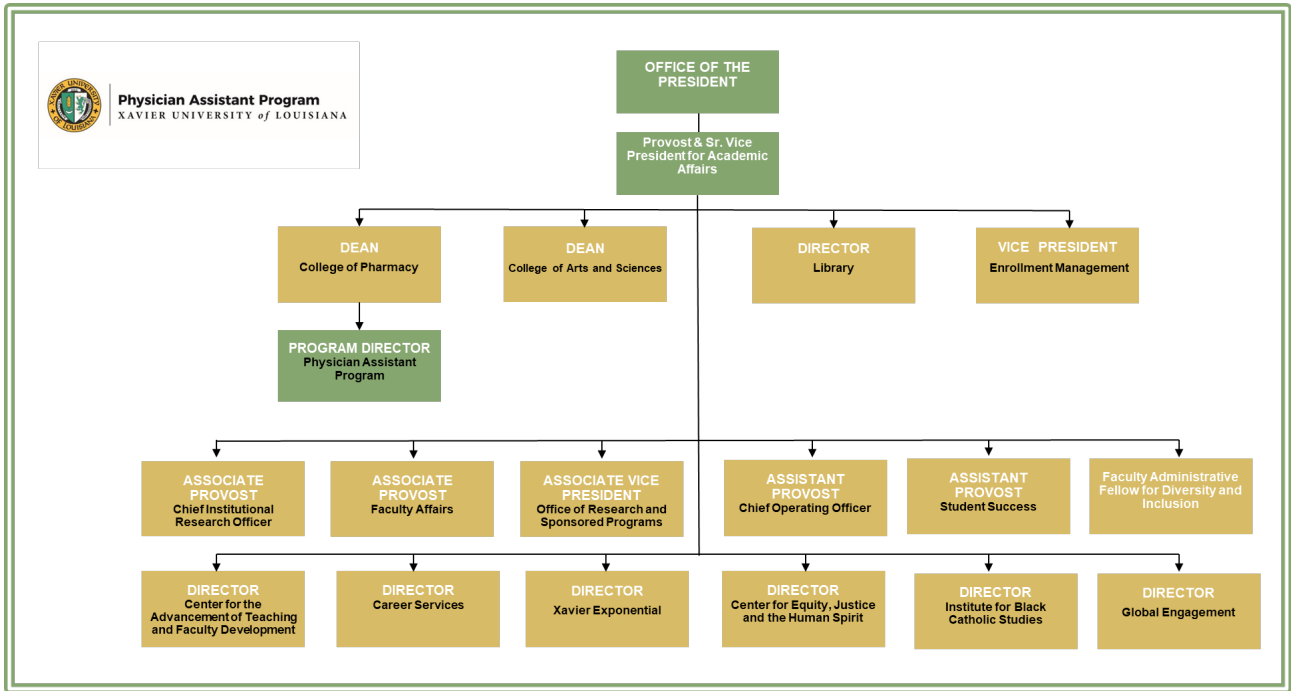 XAVIER UNIVERSITY
OF LOUISIANA
Physician Assistant Program
XAVIER UNIVERSITY of LOUISIANA
OFFICE OF THE
PRESIDENT
Provost & Sr. Vice
President for Academic
Affairs
DEAN
College of Pharmacy
DEAN
College of Arts and Sciences
DIRECTOR
Library
VICE PRESIDENT
Enrollment Management
PROGRAM DIRECTOR
Physician Assistant
Program
ASSOCIATE
PROVOST
Chief Institutional
Research Officer
ASSOCIATE
PROVOST
Faculty Affairs
ASSOCIATE VICE
PRESIDENT
Office of Research and
Sponsored Programs
ASSISTANT
PROVOST
Chief Operating Officer
ASSISTANT
PROVOST
Student Success
Faculty Administrative
Fellow for Diversity and
Inclusion
DIRECTOR
Center for the
Advancement of Teaching
and Faculty Development
DIRECTOR
Career Services
DIRECTOR
Xavier Exponential
DIRECTOR
Center for Equity, Justice
and the Human Spirit
DIRECTOR
Institute for Black
Catholic Studies
DIRECTOR
Global Engagement